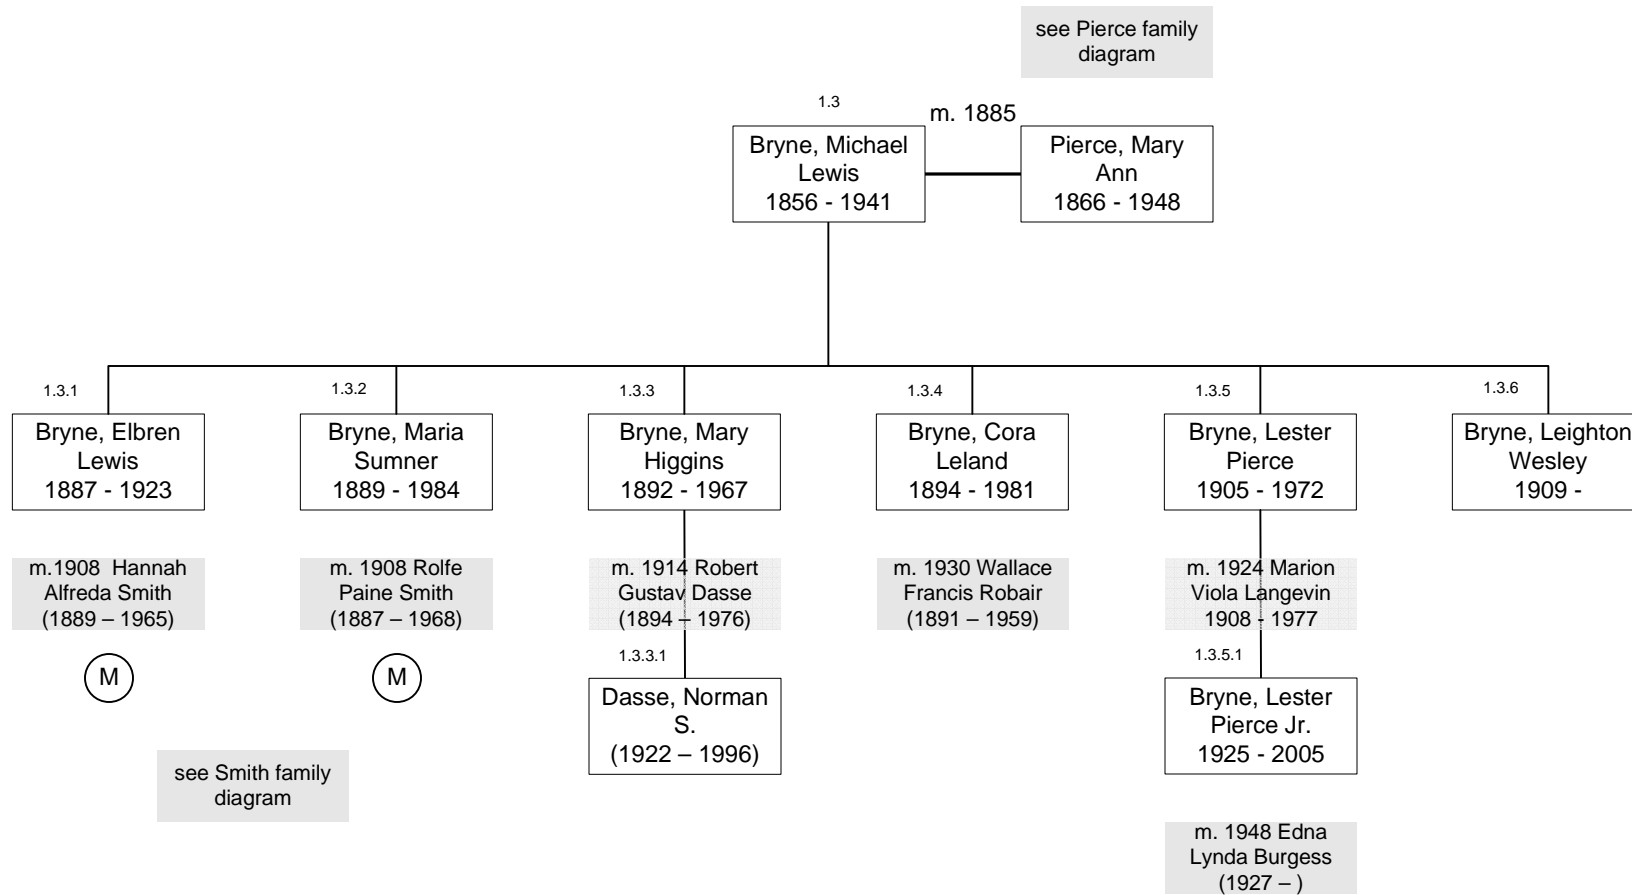 see Pierce family
diagram
1.3
m. 1885
Bryne, Michael
Lewis
1856 - 1941
Pierce, Mary
Ann
1866 - 1948
1.3.1
Bryne, Elbren
Lewis
1887 - 1923
1.3.2
Bryne, Maria
Sumner
1889 - 1984
1.3.3
Bryne, Mary
Higgins
1892 - 1967
1.3.4
Bryne, Cora
Leland
1894 - 1981
1.3.5
Bryne, Lester
Pierce
1905 - 1972
1.3.6
Bryne, Leighton
Wesley
1909 -
m.1908 Hannah
Alfreda Smith
(1889 – 1965)
m. 1908 Rolfe
Paine Smith
(1887 – 1968)
m. 1914 Robert
Gustav Dasse
(1894 – 1976)
m. 1930 Wallace
Francis Robair
(1891 – 1959)
m. 1924 Marion
Viola Langevin
1908 - 1977
M
M
1.3.3.1
Dasse, Norman
S.
(1922 – 1996)
1.3.5.1
Bryne, Lester
Pierce Jr.
1925 - 2005
see Smith family
diagram
m. 1948 Edna
Lynda Burgess
(1927 – )